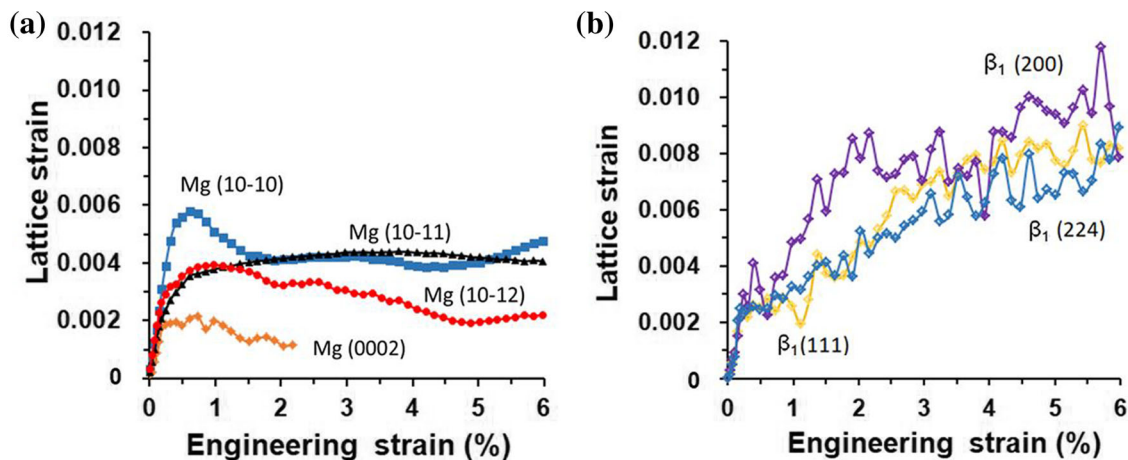 (a)
Lattice strain
0.012
0.010
0.008
0.006
0.004
0.002
0
Mg (10-10)
Mg (10-11)
Mg (10-12)
Mg (0002)
0 1 2 3 4 5 6
Engineering strain (%)
(b)
Lattice strain
0.012
0.010
0.008
0.006
0.004
0.002
0
β₁ (200)
β₁ (224)
β₁(111)
0 1 2 3 4 5 6
Engineering strain (%)